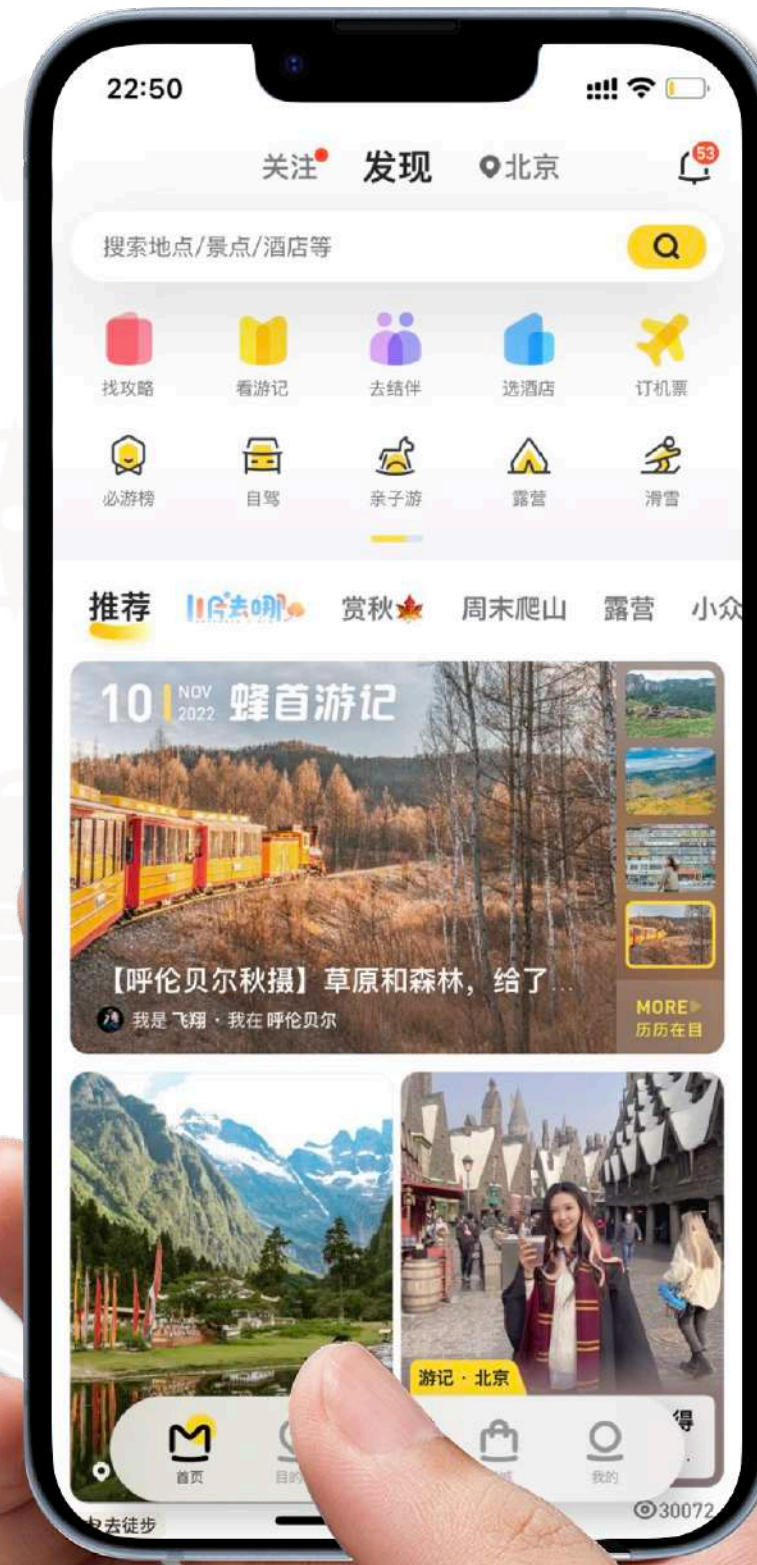 22:50
关注 发现 北京 53
搜索地点/景点/酒店等
找攻略 看游记 去结伴 选酒店 订机票
必游榜 自驾 亲子游 露营 滑雪
推荐 11月去哪 赏秋 周末爬山 露营 小众
10 NOV 2022 蜂首游记
【呼伦贝尔秋摄】草原和森林，给了...
我是 飞翔 · 我在 呼伦贝尔
MORE
历历在目
游记 · 北京
得
首页 目的 城 我的
去徒步
30072